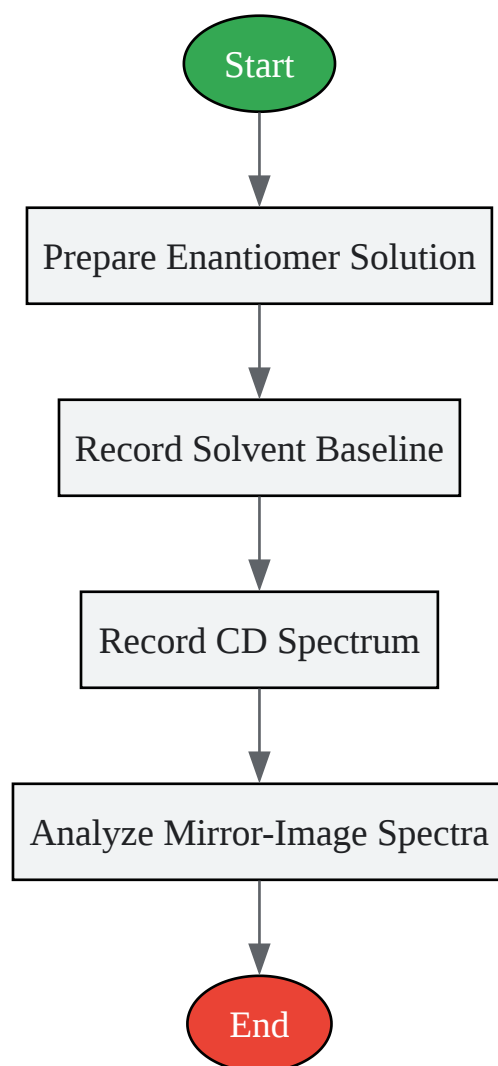 Start
Prepare Enantiomer Solution
Record Solvent Baseline
Record CD Spectrum
Analyze Mirror-Image Spectra
End